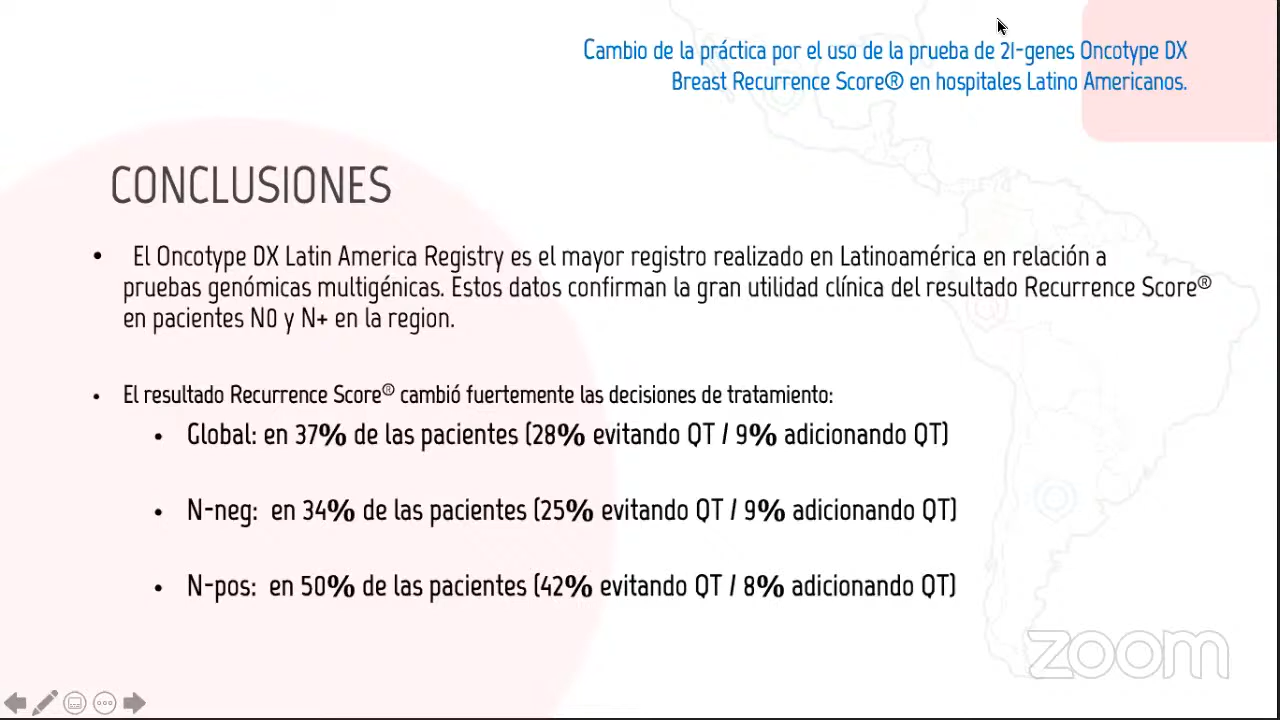 Cambio de la práctica por el uso de la prueba de 21-genes Oncotype DX
Breast Recurrence Score® en hospitales Latino Americanos.
CONCLUSIONES
• El Oncotype DX Latin America Registry es el mayor registro realizado en Latinoamérica en relación a
pruebas genómicas multigénicas. Estos datos confirman la gran utilidad clínica del resultado Recurrence Score®
en pacientes N0 y N+ en la region.
• El resultado Recurrence Score® cambió fuertemente las decisiones de tratamiento:
• Global: en 37% de las pacientes (28% evitando QT / 9% adicionando QT)
• N-neg: en 34% de las pacientes (25% evitando QT / 9% adicionando QT)
• N-pos: en 50% de las pacientes (42% evitando QT / 8% adicionando QT)
zoom